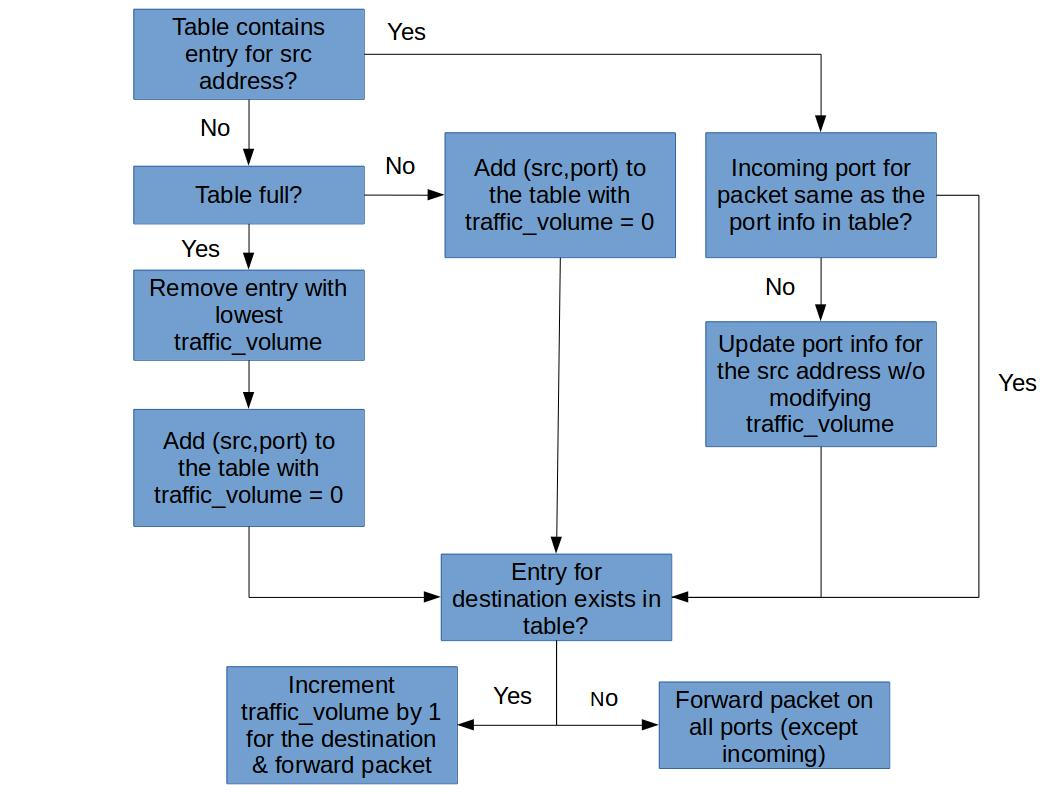 Table contains
entry for src
address?
Yes
No
Table full?
No
Add (src,port) to
the table with
traffic_volume = 0
Incoming port for
packet same as the
port info in table?
Yes
Remove entry with
lowest
traffic_volume
No
Update port info for
the src address w/o
modifying
traffic_volume
Yes
Add (src,port) to
the table with
traffic_volume = 0
Entry for
destination exists in
table?
Yes
No
Increment
traffic_volume by 1
for the destination
& forward packet
Forward packet on
all ports (except
incoming)